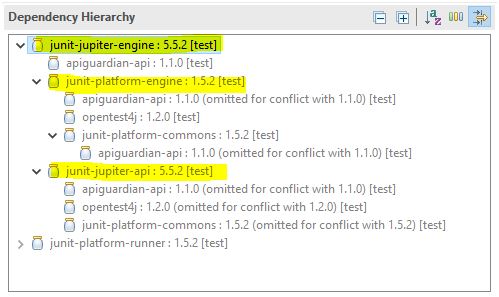 Dependency Hierarchy
junit-jupiter-engine : 5.5.2 [test]
apiguardian-api : 1.1.0 [test]
junit-platform-engine : 1.5.2 [test]
apiguardian-api : 1.1.0 (omitted for conflict with 1.1.0) [test]
opentest4j : 1.2.0 [test]
junit-platform-commons : 1.5.2 [test]
apiguardian-api : 1.1.0 (omitted for conflict with 1.1.0) [test]
junit-jupiter-api : 5.5.2 [test]
apiguardian-api : 1.1.0 (omitted for conflict with 1.1.0) [test]
opentest4j : 1.2.0 (omitted for conflict with 1.2.0) [test]
junit-platform-commons : 1.5.2 (omitted for conflict with 1.5.2) [test]
junit-platform-runner : 1.5.2 [test]